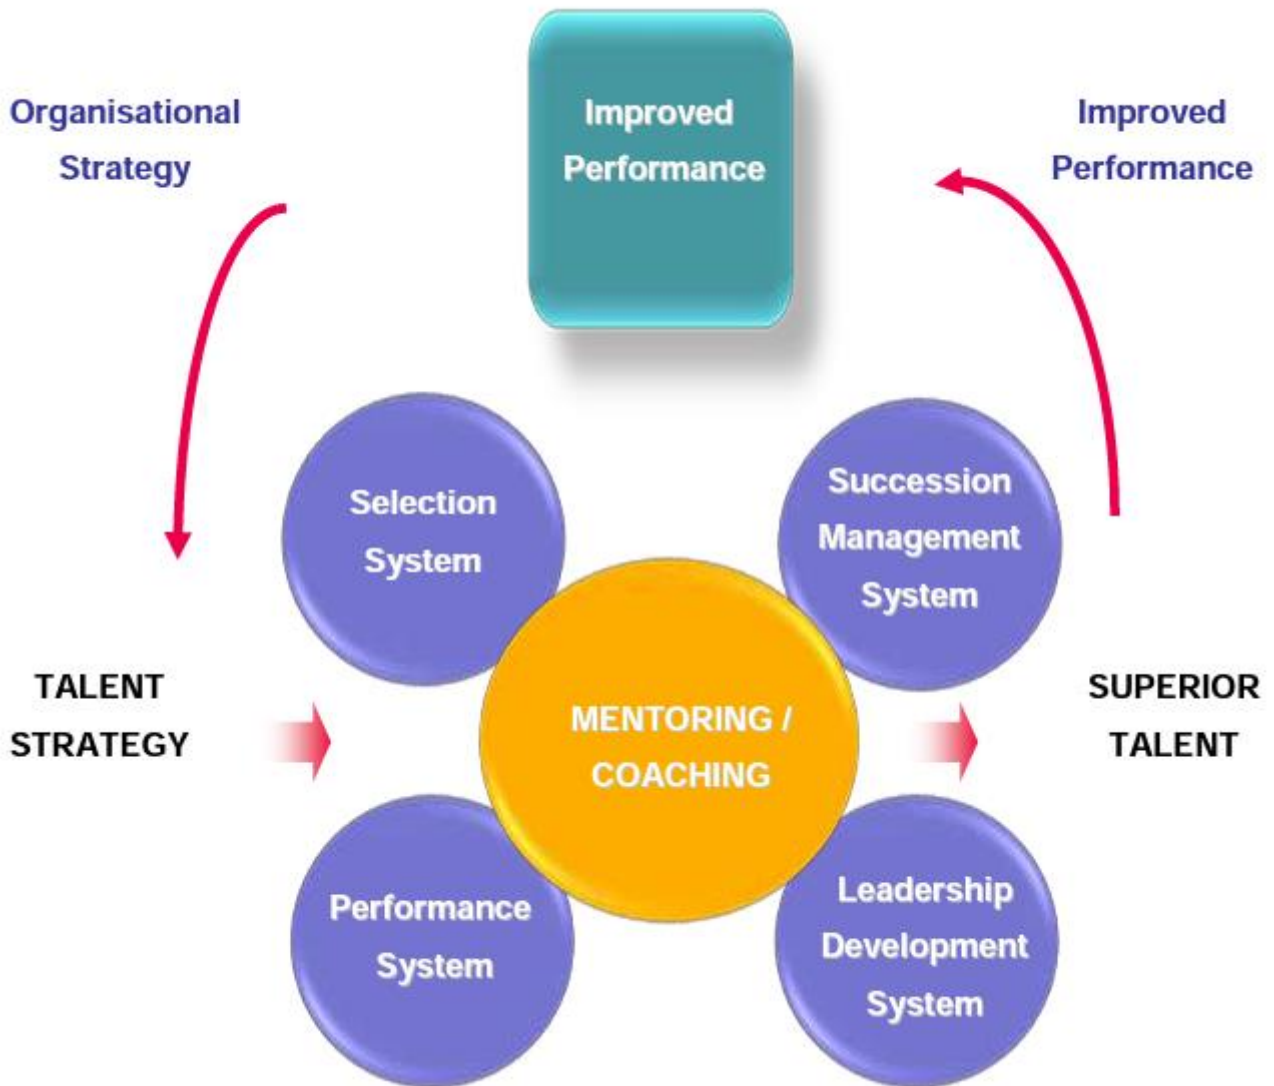 Organisational
Strategy
Improved
Performance
Improved
Performance
Selection
System
Succession
Management
System
TALENT
STRATEGY
MENTORING /
COACHING
SUPERIOR
TALENT
Performance
System
Leadership
Development
System